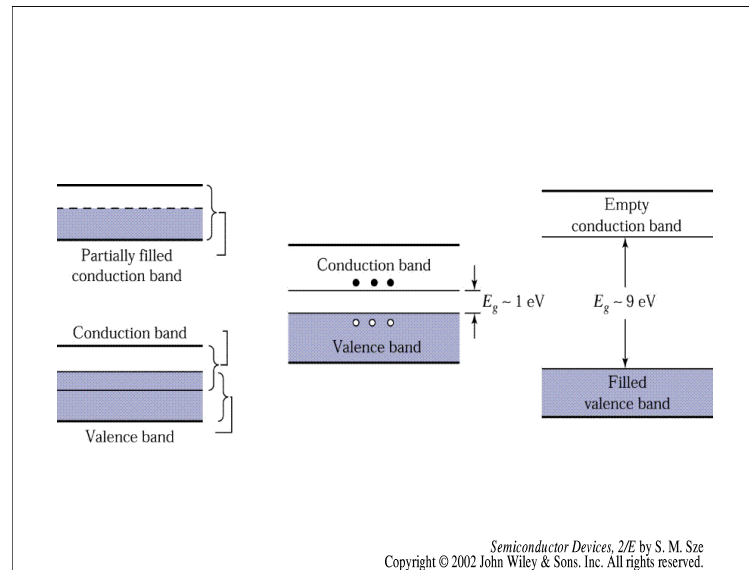 Partially filled
conduction band
Conduction band
Valence band
Conduction band
Valence band
E_g ~ 1 eV
Empty
conduction band
E_g ~ 9 eV
Filled
valence band
Semiconductor Devices, 2/E by S. M. Sze
Copyright © 2002 John Wiley & Sons. Inc. All rights reserved.